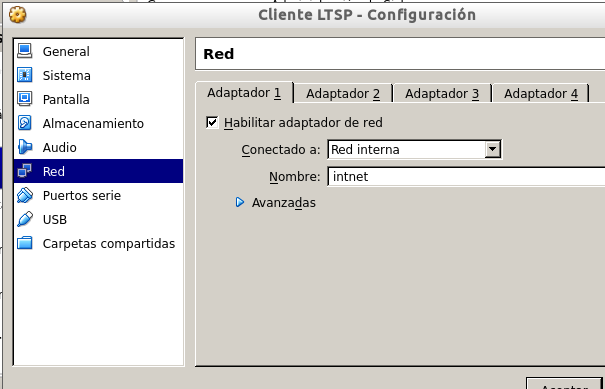 Cliente LTSP - Configuración
General
Sistema
Pantalla
Almacenamiento
Audio
Red
Puertos serie
USB
Carpetas compartidas
Red
Adaptador 1
Adaptador 2
Adaptador 3
Adaptador 4
Habilitar adaptador de red
Conectado a: Red interna
Nombre: intnet
Avanzadas
Aceptar